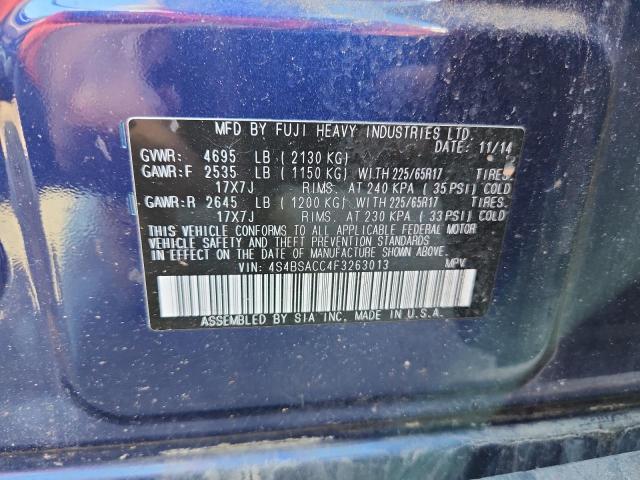 MFD BY FUJI HEAVY INDUSTRIES LTD.
DATE: 11/14
GVWR: 4695 LB ( 2130 KG)
GAWR:F 2535 LB ( 1150 KG) WITH 225/65R17 TIRES
17X7J RIMS. AT 240 KPA ( 35 PSI) COLD
GAWR:R 2645 LB ( 1200 KG) WITH 225/65R17 TIRES.
17X7J RIMS. AT 230 KPA ( 33 PSI) COLD
THIS VEHICLE CONFORMS TO ALL APPLICABLE FEDERAL MOTOR
VEHICLE SAFETY AND THEFT PREVENTION STANDARDS
IN EFFECT ON THE DATE OF MANUFACTURE SHOWN ABOVE.
VIN: 4S4BSACC4F3263013 MPV
ASSEMBLED BY SIA INC. MADE IN U.S.A.